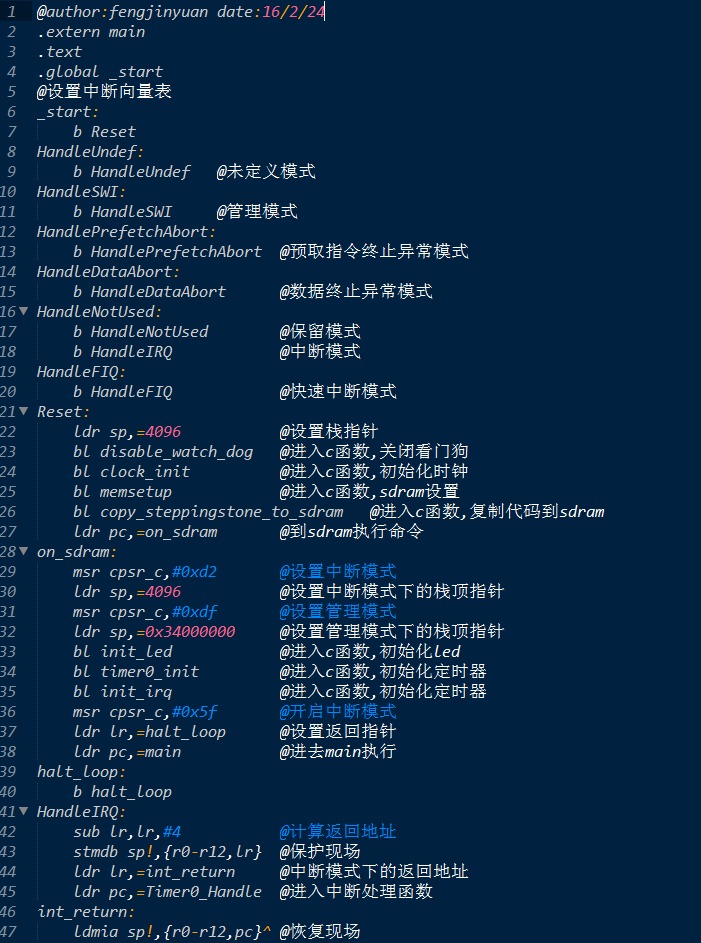 1 @author:fengjinyuan date:16/2/24
2 .extern main
3 .text
4 .global _start
5 @设置中断向量表
6 _start:
7 b Reset
8 HandleUndef:
9 b HandleUndef @未定义模式
10 HandleSWI:
11 b HandleSWI @管理模式
12 HandlePrefetchAbort:
13 b HandlePrefetchAbort @预取指令终止异常模式
14 HandleDataAbort:
15 b HandleDataAbort @数据终止异常模式
16 HandleNotUsed:
17 b HandleNotUsed @保留模式
18 b HandleIRQ @中断模式
19 HandleFIQ:
20 b HandleFIQ @快速中断模式
21 Reset:
22 ldr sp,=4096 @设置栈指针
23 bl disable_watch_dog @进入c函数,关闭看门狗
24 bl clock_init @进入c函数,初始化时钟
25 bl memsetup @进入c函数,sdram设置
26 bl copy_steppingstone_to_sdram @进入c函数,复制代码到sdram
27 ldr pc,=on_sdram @到sdram执行命令
28 on_sdram:
29 msr cpsr_c,#0xd2 @设置中断模式
30 ldr sp,=4096 @设置中断模式下的栈顶指针
31 msr cpsr_c,#0xdf @设置管理模式
32 ldr sp,=0x34000000 @设置管理模式下的栈顶指针
33 bl init_led @进入c函数,初始化led
34 bl timer0_init @进入c函数,初始化定时器
35 bl init_irq @进入c函数,初始化定时器
36 msr cpsr_c,#0x5f @开启中断模式
37 ldr lr,=halt_loop @设置返回指针
38 ldr pc,=main @进去main执行
39 halt_loop:
40 b halt_loop
41 HandleIRQ:
42 sub lr,lr,#4 @计算返回地址
43 stmdb sp!,{r0-r12,lr} @保护现场
44 ldr lr,=int_return @中断模式下的返回地址
45 ldr pc,=Timer0_Handle @进入中断处理函数
46 int_return:
47 ldmia sp!,{r0-r12,pc}^ @恢复现场